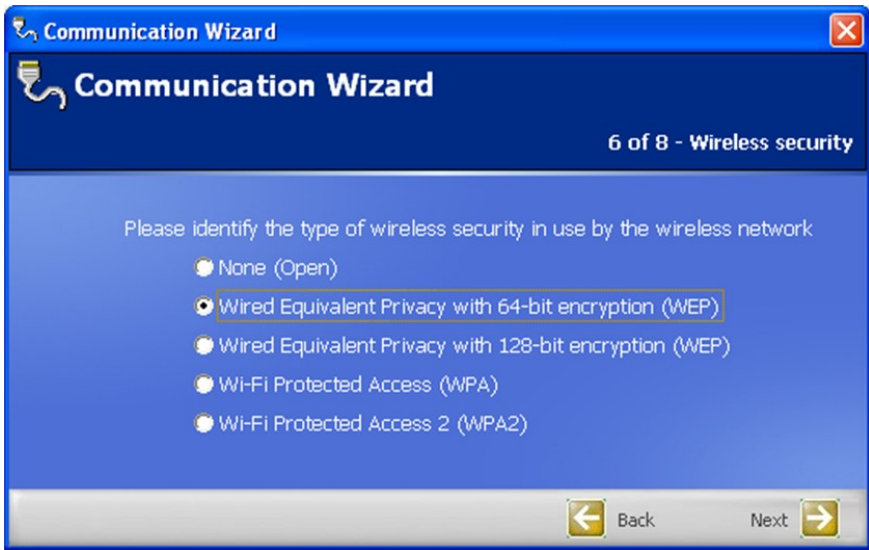 Communication Wizard
Communication Wizard
6 of 8 - Wireless security
Please identify the type of wireless security in use by the wireless network
None (Open)
Wired Equivalent Privacy with 64-bit encryption (WEP)
Wired Equivalent Privacy with 128-bit encryption (WEP)
Wi-Fi Protected Access (WPA)
Wi-Fi Protected Access 2 (WPA2)
Back Next